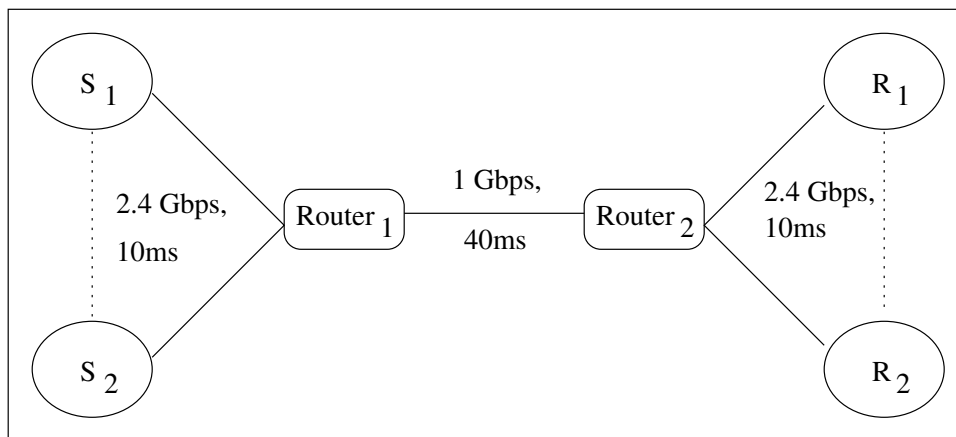 S 1
R 1
2.4 Gbps,
10ms
Router 1
1 Gbps,
40ms
Router 2
2.4 Gbps,
10ms
S 2
R 2